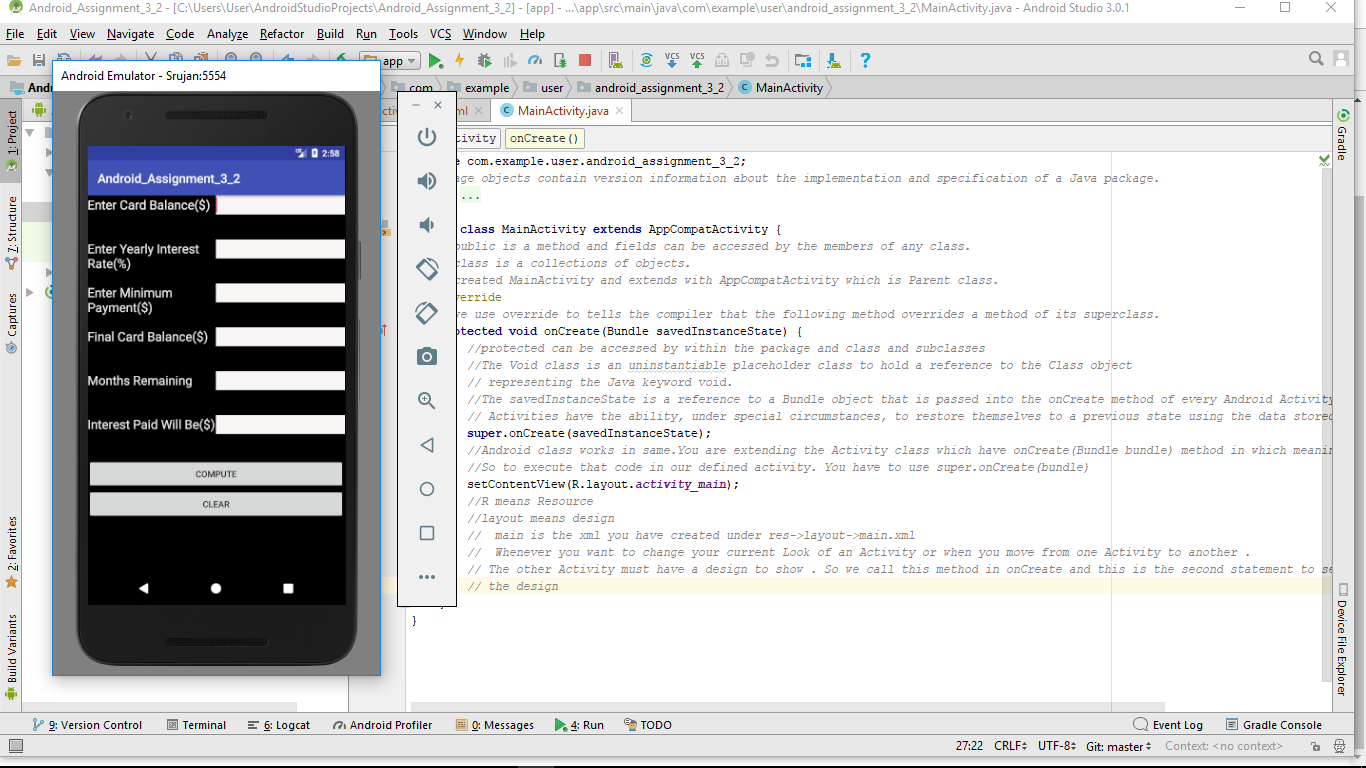 Android_Assignment_3_2 - [C:\Users\User\AndroidStudioProjects\Android_Assignment_3_2] - [app] - ...\app\src\main\java\com\example\user\android_assignment_3_2\MainActivity.java - Android Studio 3.0.1
File Edit View Navigate Code Analyze Refactor Build Run Tools VCS Window Help
app VCS VCS ?
Android Emulator - Srujan:5554
com example user android_assignment_3_2 MainActivity
MainActivity.java
onCreate()
2:58
Android_Assignment_3_2
Enter Card Balance($)
Enter Yearly Interest
Rate(%)
Enter Minimum
Payment($)
Final Card Balance($)
Months Remaining
Interest Paid Will Be($)
COMPUTE
CLEAR
1: Project
7: Structure
Captures
2: Favorites
Build Variants
e com.example.user.android_assignment_3_2;
ge objects contain version information about the implementation and specification of a Java package.
...
class MainActivity extends AppCompatActivity {
public is a method and fields can be accessed by the members of any class.
class is a collections of objects.
created MainActivity and extends with AppCompatActivity which is Parent class.
verride
we use override to tells the compiler that the following method overrides a method of its superclass.
otected void onCreate(Bundle savedInstanceState) {
//protected can be accessed by within the package and class and subclasses
//The Void class is an uninstantiable placeholder class to hold a reference to the Class object
// representing the Java keyword void.
//The savedInstanceState is a reference to a Bundle object that is passed into the onCreate method of every Android Activity
// Activities have the ability, under special circumstances, to restore themselves to a previous state using the data stored
super.onCreate(savedInstanceState);
//Android class works in same.You are extending the Activity class which have onCreate(Bundle bundle) method in which meanin
//So to execute that code in our defined activity. You have to use super.onCreate(bundle)
setContentView(R.layout.activity_main);
//R means Resource
//layout means design
//  main is the xml you have created under res->layout->main.xml
//  Whenever you want to change your current Look of an Activity or when you move from one Activity to another .
// The other Activity must have a design to show . So we call this method in onCreate and this is the second statement to se
// the design
}
Gradle
Device File Explorer
9: Version Control Terminal 6: Logcat Android Profiler 0: Messages 4: Run TODO Event Log Gradle Console
27:22 CRLF UTF-8 Git: master Context: <no context>